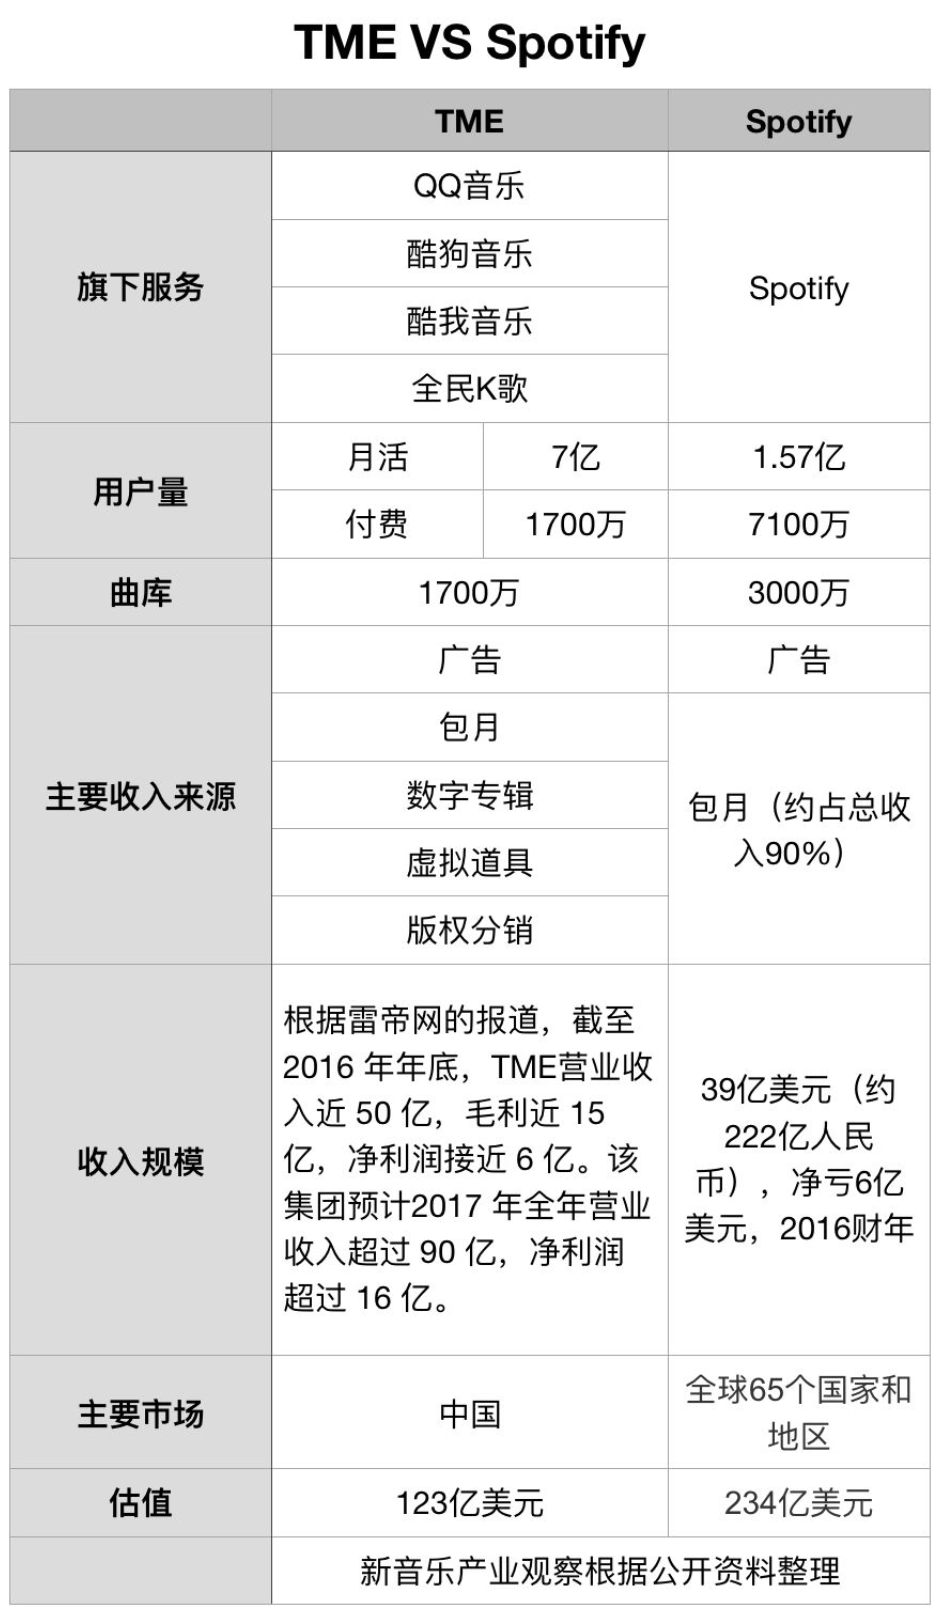 TME VS Spotify
TME
Spotify
旗下服务
QQ音乐
酷狗音乐
酷我音乐
全民K歌
Spotify
用户量
月活
7亿
1.57亿
付费
1700万
7100万
曲库
1700万
3000万
主要收入来源
广告
广告
包月
数字专辑
虚拟道具
版权分销
包月（约占总收
入90%）
收入规模
根据雷帝网的报道，截至
2016 年年底，TME营业收
入近 50 亿，毛利近 15
亿，净利润接近 6 亿。该
集团预计2017 年全年营业
收入超过 90 亿，净利润
超过 16 亿。
39亿美元（约
222亿人民
币），净亏6亿
美元，2016财年
主要市场
中国
全球65个国家和
地区
估值
123亿美元
234亿美元
新音乐产业观察根据公开资料整理